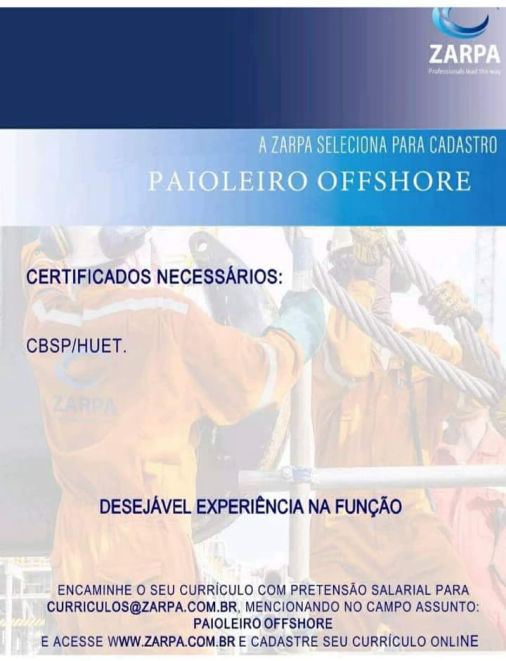 ZARPA
Professionals lead the way
A ZARPA SELECIONA PARA CADASTRO
PAIOLEIRO OFFSHORE
CERTIFICADOS NECESSÁRIOS:
CBSP/HUET.
ZARPA
DESEJÁVEL EXPERIÊNCIA NA FUNÇÃO
ENCAMINHE O SEU CURRÍCULO COM PRETENSÃO SALARIAL PARA
CURRICULOS@ZARPA.COM.BR, MENCIONANDO NO CAMPO ASSUNTO:
PAIOLEIRO OFFSHORE
E ACESSE WWW.ZARPA.COM.BR E CADASTRE SEU CURRÍCULO ONLINE